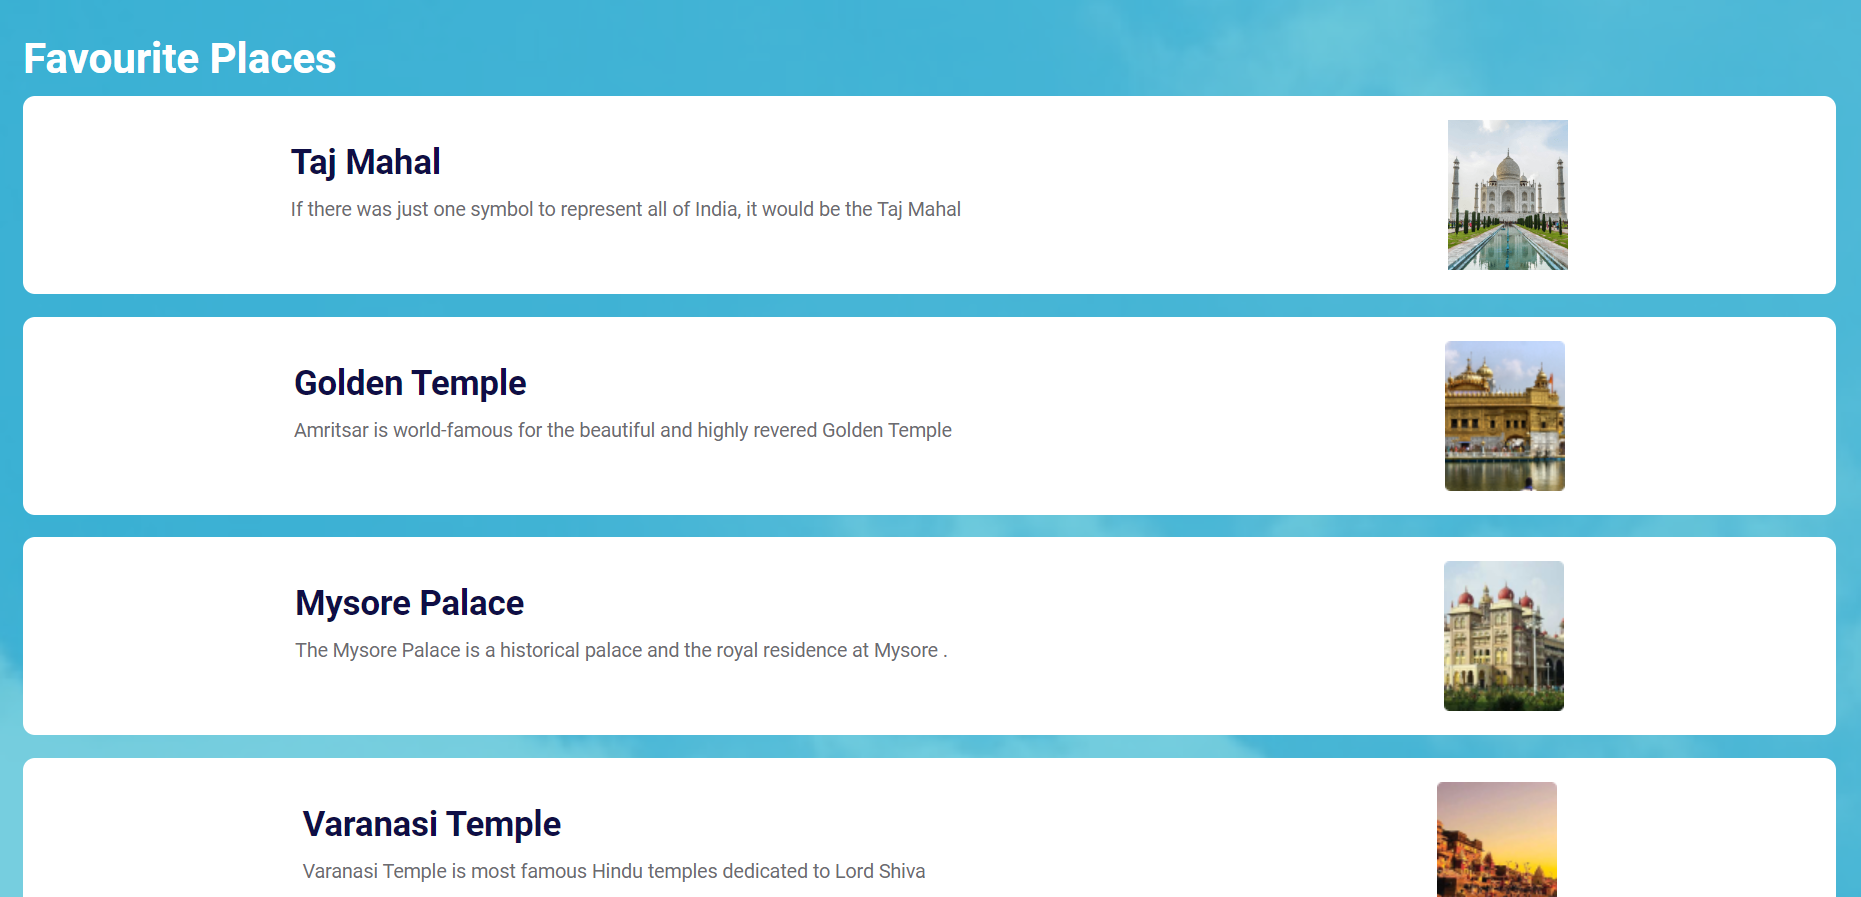 Favourite Places
Taj Mahal
If there was just one symbol to represent all of India, it would be the Taj Mahal
Golden Temple
Amritsar is world-famous for the beautiful and highly revered Golden Temple
Mysore Palace
The Mysore Palace is a historical palace and the royal residence at Mysore .
Varanasi Temple
Varanasi Temple is most famous Hindu temples dedicated to Lord Shiva